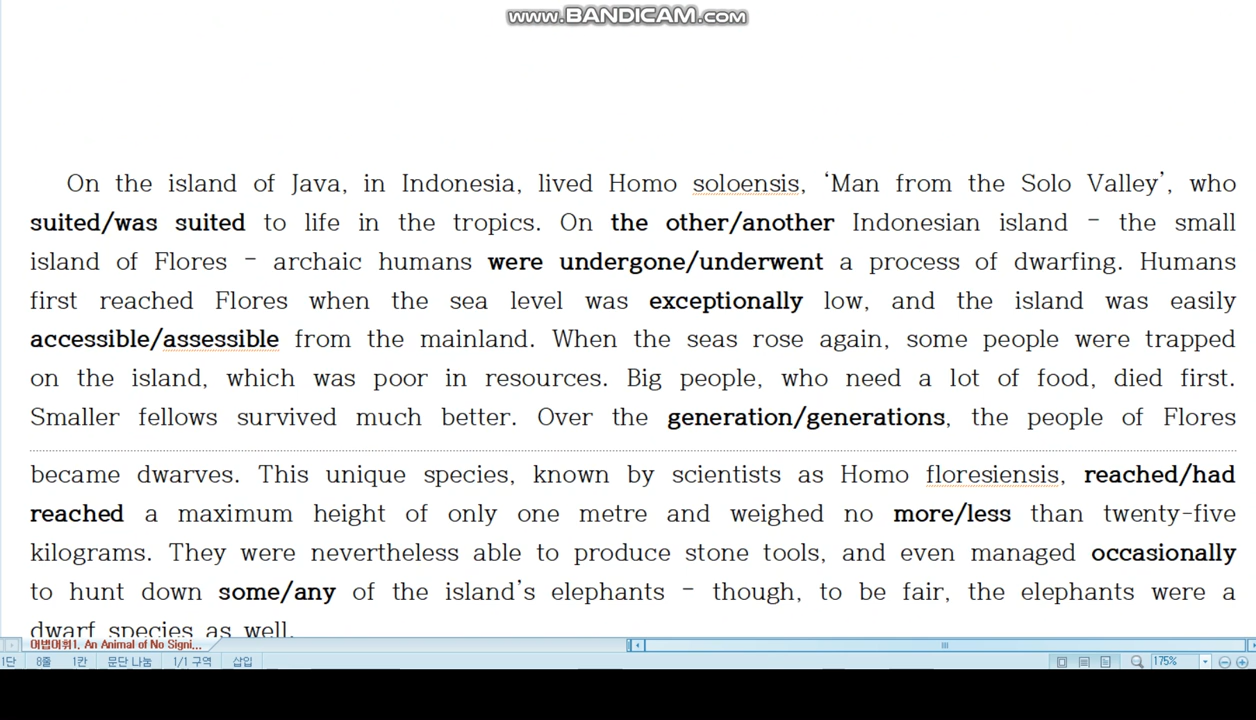 www.BANDICAM.com
On the island of Java, in Indonesia, lived Homo soloensis, ‘Man from the Solo Valley’, who
suited/was suited to life in the tropics. On the other/another Indonesian island - the small
island of Flores - archaic humans were undergone/underwent a process of dwarfing. Humans
first reached Flores when the sea level was exceptionally low, and the island was easily
accessible/assessible from the mainland. When the seas rose again, some people were trapped
on the island, which was poor in resources. Big people, who need a lot of food, died first.
Smaller fellows survived much better. Over the generation/generations, the people of Flores
became dwarves. This unique species, known by scientists as Homo floresiensis, reached/had
reached a maximum height of only one metre and weighed no more/less than twenty-five
kilograms. They were nevertheless able to produce stone tools, and even managed occasionally
to hunt down some/any of the island’s elephants - though, to be fair, the elephants were a
dwarf species as well.
어법어휘1. An Animal of No Signi...
1단 8줄 1칸 문단 나눔 1/1 구역 삽입 175%